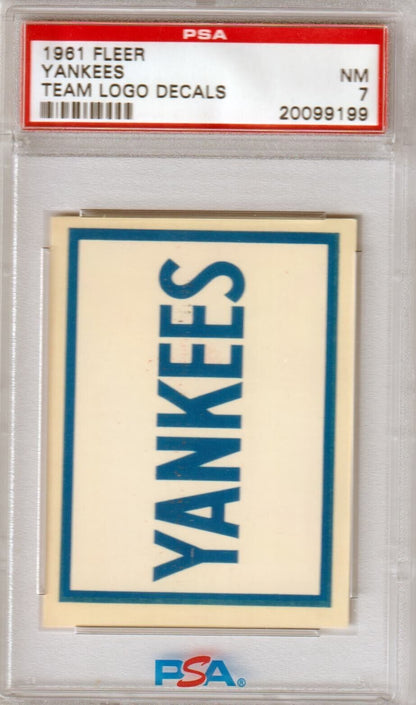 PSA
1961 FLEER
YANKEES NM
TEAM LOGO DECALS 7
20099199
YANKEES
PSA®